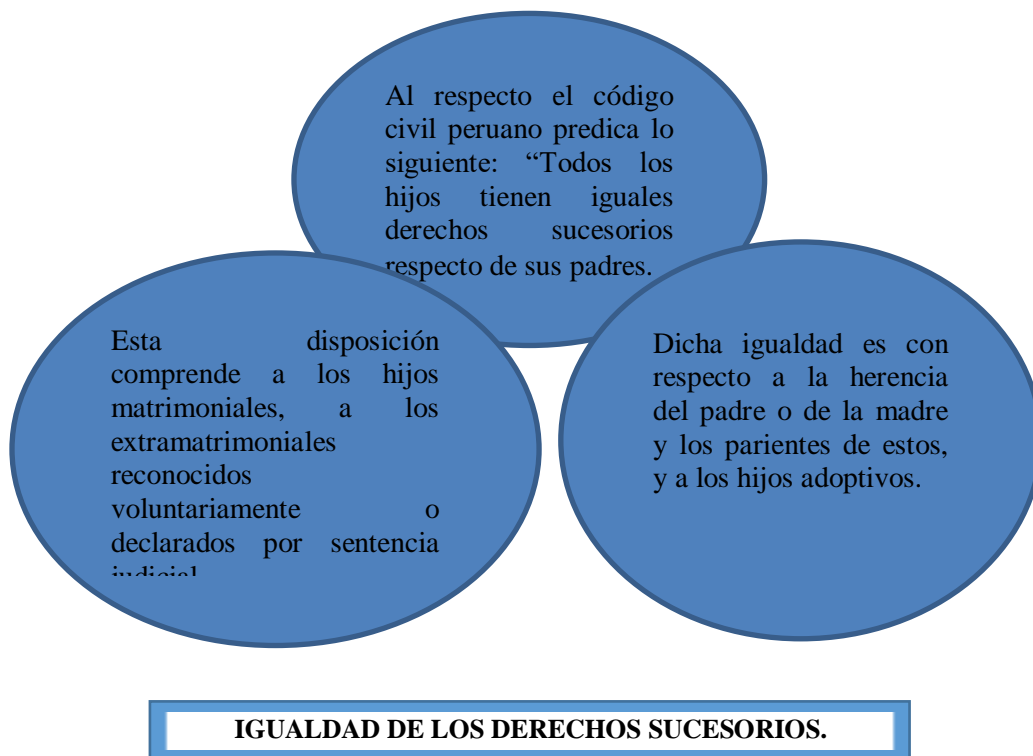 Al respecto el código
civil peruano predica lo
siguiente: “Todos los
hijos tienen iguales
derechos sucesorios
respecto de sus padres.
Esta disposición
comprende a los hijos
matrimoniales, a los
extramatrimoniales
reconocidos
voluntariamente o
declarados por sentencia
judicial
Dicha igualdad es con
respecto a la herencia
del padre o de la madre
y los parientes de estos,
y a los hijos adoptivos.
IGUALDAD DE LOS DERECHOS SUCESORIOS.